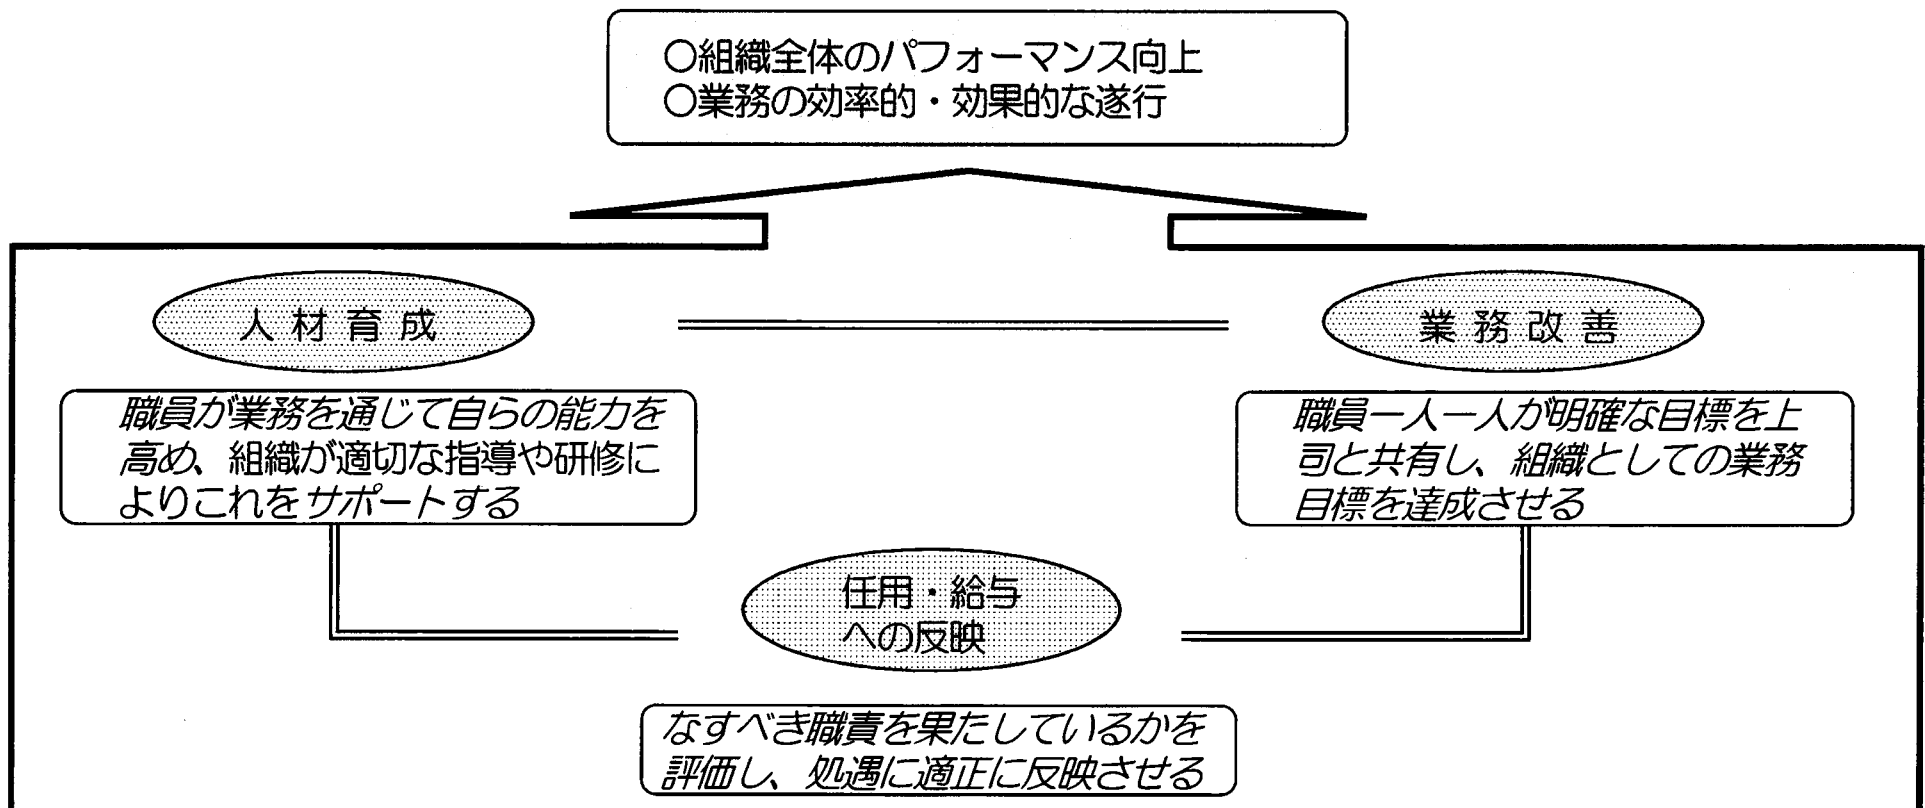 ○組織全体のパフォーマンス向上
○業務の効率的・効果的な遂行
人材育成
業務改善
職員が業務を通じて自らの能力を
高め、組織が適切な指導や研修に
よりこれをサポートする
職員一人一人が明確な目標を上
司と共有し、組織としての業務
目標を達成させる
任用・給与
への反映
なすべき職責を果たしているかを
評価し、処遇に適正に反映させる